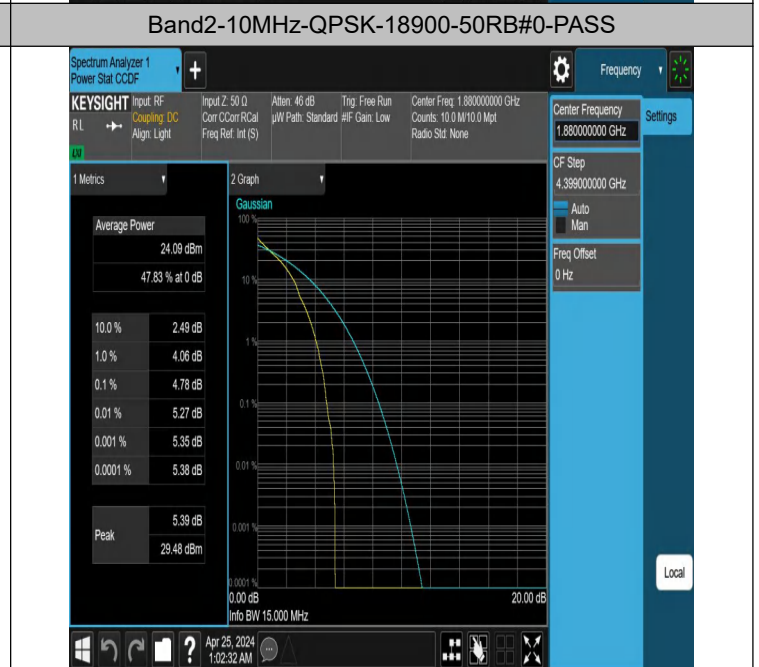 Band2-10MHz-QPSK-18900-50RB#0-PASS
Spectrum Analyzer 1
Power Stat CCDF
Frequency
KEYSIGHT
RL
LXI
Input: RF
Coupling: DC
Align: Light
Input Z: 50 Ω
Corr CCorr RCal
Freq Ref: Int (S)
Atten: 46 dB
µW Path: Standard
Trig: Free Run
#IF Gain: Low
Center Freq: 1.880000000 GHz
Counts: 10.0 M/10.0 Mpt
Radio Std: None
Center Frequency
1.880000000 GHz
Settings
CF Step
4.399000000 GHz
Auto
Man
Freq Offset
0 Hz
1 Metrics
Average Power
24.09 dBm
47.83 % at 0 dB
10.0 % 2.49 dB
1.0 % 4.06 dB
0.1 % 4.78 dB
0.01 % 5.27 dB
0.001 % 5.35 dB
0.0001 % 5.38 dB
Peak
5.39 dB
29.48 dBm
2 Graph
Gaussian
100 %
10 %
1 %
0.1 %
0.01 %
0.001 %
0.0001 %
0.00 dB
20.00 dB
Info BW 15.000 MHz
Local
?
Apr 25, 2024
1:02:32 AM